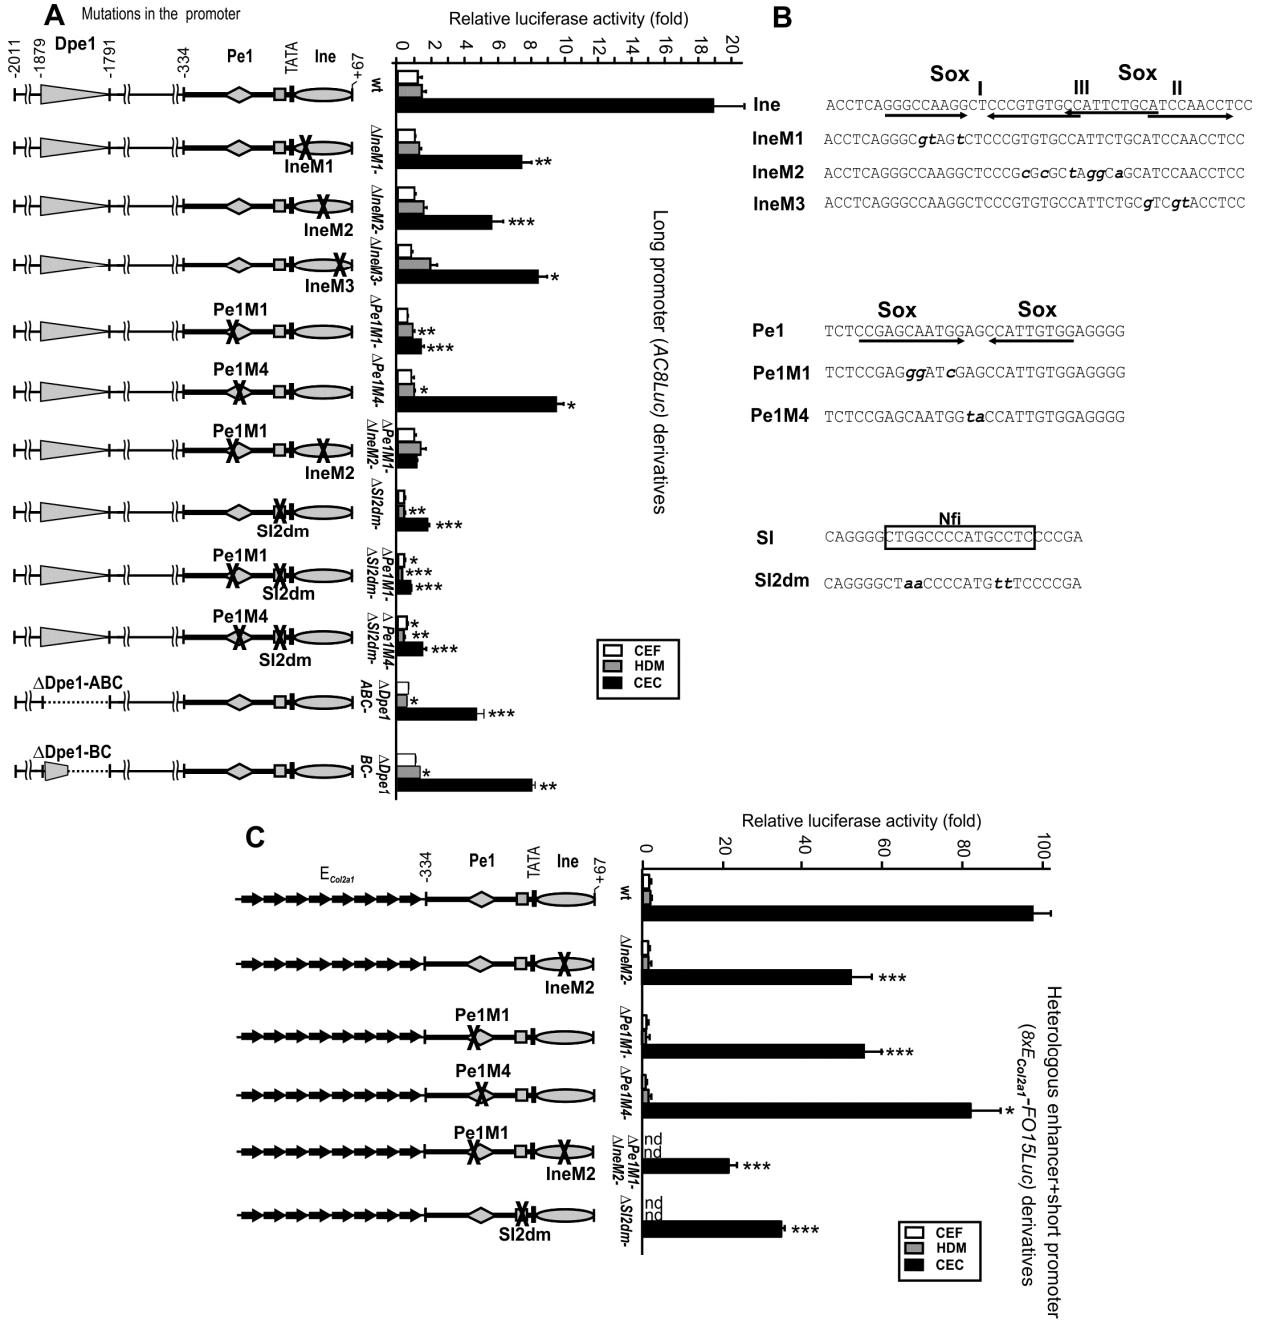 A
Mutations in the promoter
-2011
-1879
Dpe1
-1791
-334
Pe1
TATA
Ine
+67
IneM1
IneM2
IneM3
Pe1M1
Pe1M4
Pe1M1
IneM2
SI2dm
Pe1M1
SI2dm
Pe1M4
SI2dm
ΔDpe1-ABC
ΔDpe1-BC
Relative luciferase activity (fold)
0 2 4 6 8 10 12 14 16 18 20
wt
ΔIneM1-
**
ΔIneM2-
***
ΔIneM3-
*
ΔPe1M1-
**
***
ΔPe1M4-
*
*
ΔPe1M1-
ΔIneM2-
ΔSI2dm-
**
***
ΔPe1M1-
ΔSI2dm-
*
***
***
Δ Pe1M4-
ΔSI2dm-
*
**
***
ΔDpe1
ABC-
*
***
ΔDpe1
BC-
*
**
Long promoter (AC8Luc) derivatives
CEF
HDM
CEC
B
Sox Sox
I III II
Ine ACCTCAGGGCCAAGGCTCCCGTGTGCCATTCTGCATCCAACCTCC
IneM1 ACCTCAGGGCgtAGtCTCCCGTGTGCCATTCTGCATCCAACCTCC
IneM2 ACCTCAGGGCCAAGGCTCCCGcGcGCtAggCaGCATCCAACCTCC
IneM3 ACCTCAGGGCCAAGGCTCCCGTGTGCCATTCTGCgTCgtACCTCC
Sox Sox
Pe1 TCTCCGAGCAATGGAGCCATTGTGGAGGGG
Pe1M1 TCTCCGAGggATcGAGCCATTGTGGAGGGG
Pe1M4 TCTCCGAGCAATGGtaCCATTGTGGAGGGG
Nfi
SI CAGGGGCTGGCCCCATGCCTCCCCGA
SI2dm CAGGGGCTaaCCCCATGttTCCCCGA
C
E Col2a1
-334
Pe1
TATA
Ine
+67
IneM2
Pe1M1
Pe1M4
Pe1M1
IneM2
SI2dm
Relative luciferase activity (fold)
0 20 40 60 80 100
wt
ΔIneM2-
***
ΔPe1M1-
***
ΔPe1M4-
*
ΔPe1M1-
ΔIneM2-
nd
nd
***
ΔSI2dm-
nd
nd
***
Heterologous enhancer+short promoter
(8xECol2a1-FO15Luc) derivatives
CEF
HDM
CEC